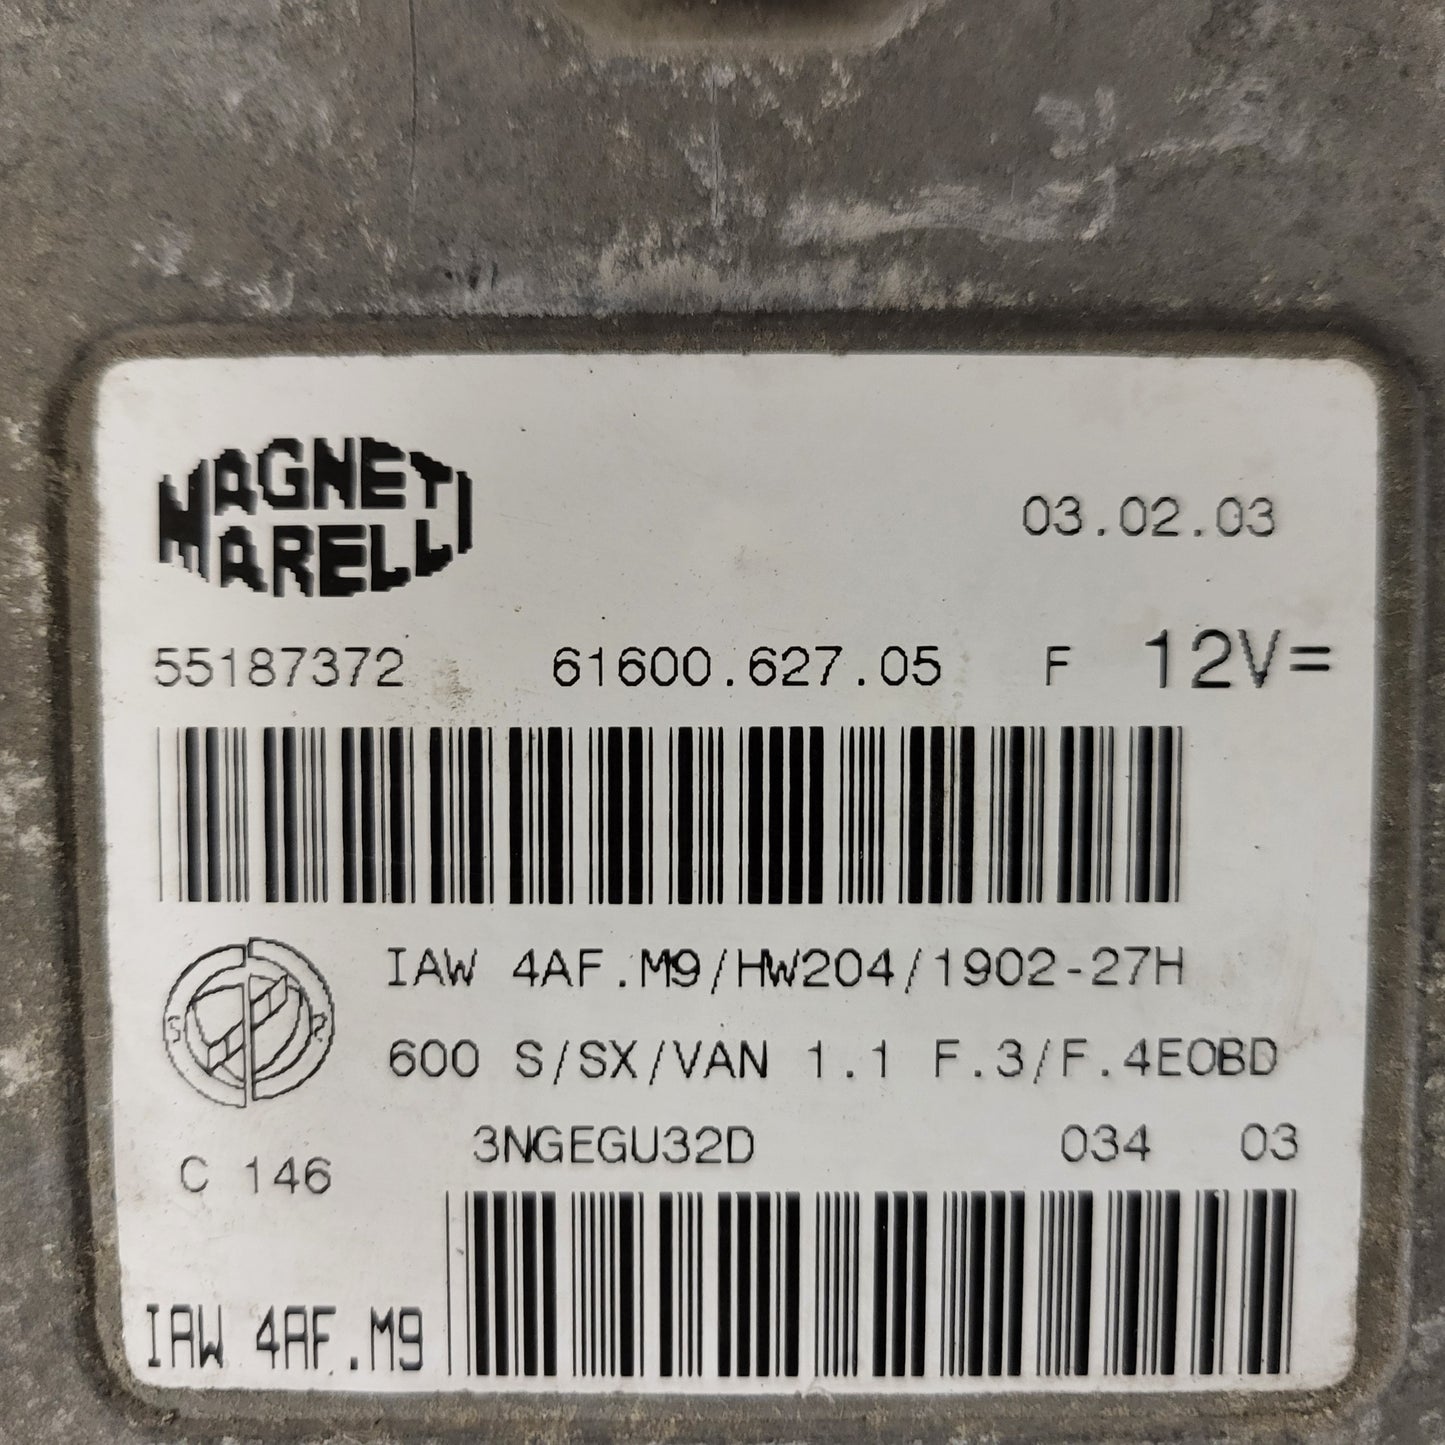 MAGNETI
MARELLI
03.02.03
55187372 61600.627.05 F 12V=
IAW 4AF.M9/HW204/1902-27H
600 S/SX/VAN 1.1 F.3/F.4EOBD
3NGEGU32D 034 03
C 146
IAW 4AF.M9